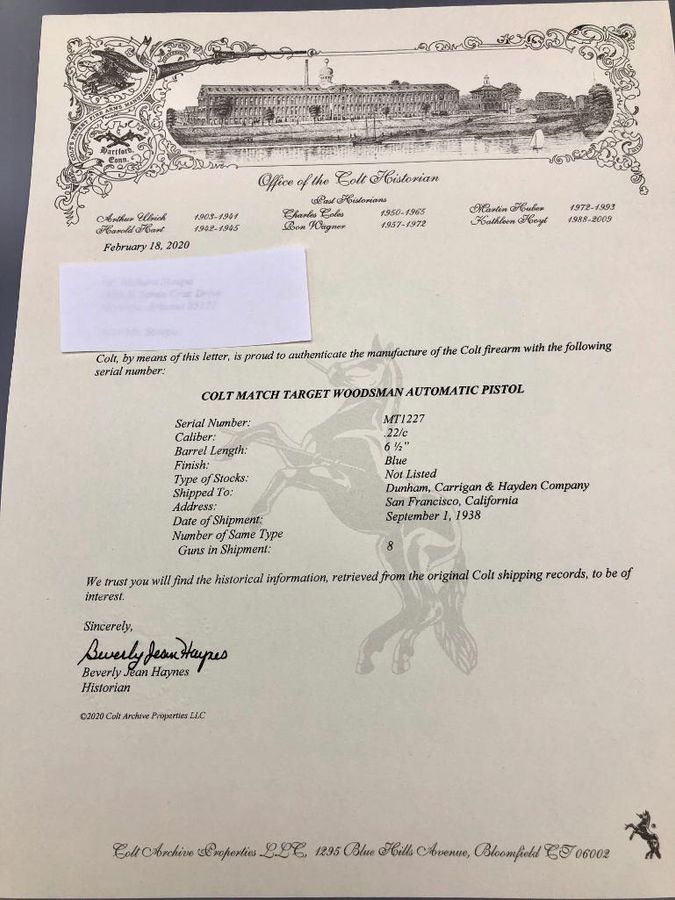 Hartford,
Conn.
Office of the Colt Historian
Past Historians
Arthur Ulrich 1903-1941
Harold Hart 1942-1945
Charles Coles 1950-1965
Ron Wagner 1957-1972
Martin Huber 1972-1993
Kathleen Hoyt 1988-2009
February 18, 2020
Colt, by means of this letter, is proud to authenticate the manufacture of the Colt firearm with the following
serial number:
COLT MATCH TARGET WOODSMAN AUTOMATIC PISTOL
Serial Number: MT1227
Caliber: .22/c
Barrel Length: 6 ½"
Finish: Blue
Type of Stocks: Not Listed
Shipped To: Dunham, Carrigan & Hayden Company
Address: San Francisco, California
Date of Shipment: September 1, 1938
Number of Same Type
Guns in Shipment: 8
We trust you will find the historical information, retrieved from the original Colt shipping records, to be of
interest.
Sincerely,
Beverly Jean Haynes
Beverly Jean Haynes
Historian
©2020 Colt Archive Properties LLC
Colt Archive Properties LLC, 1295 Blue Hills Avenue, Bloomfield CT 06002